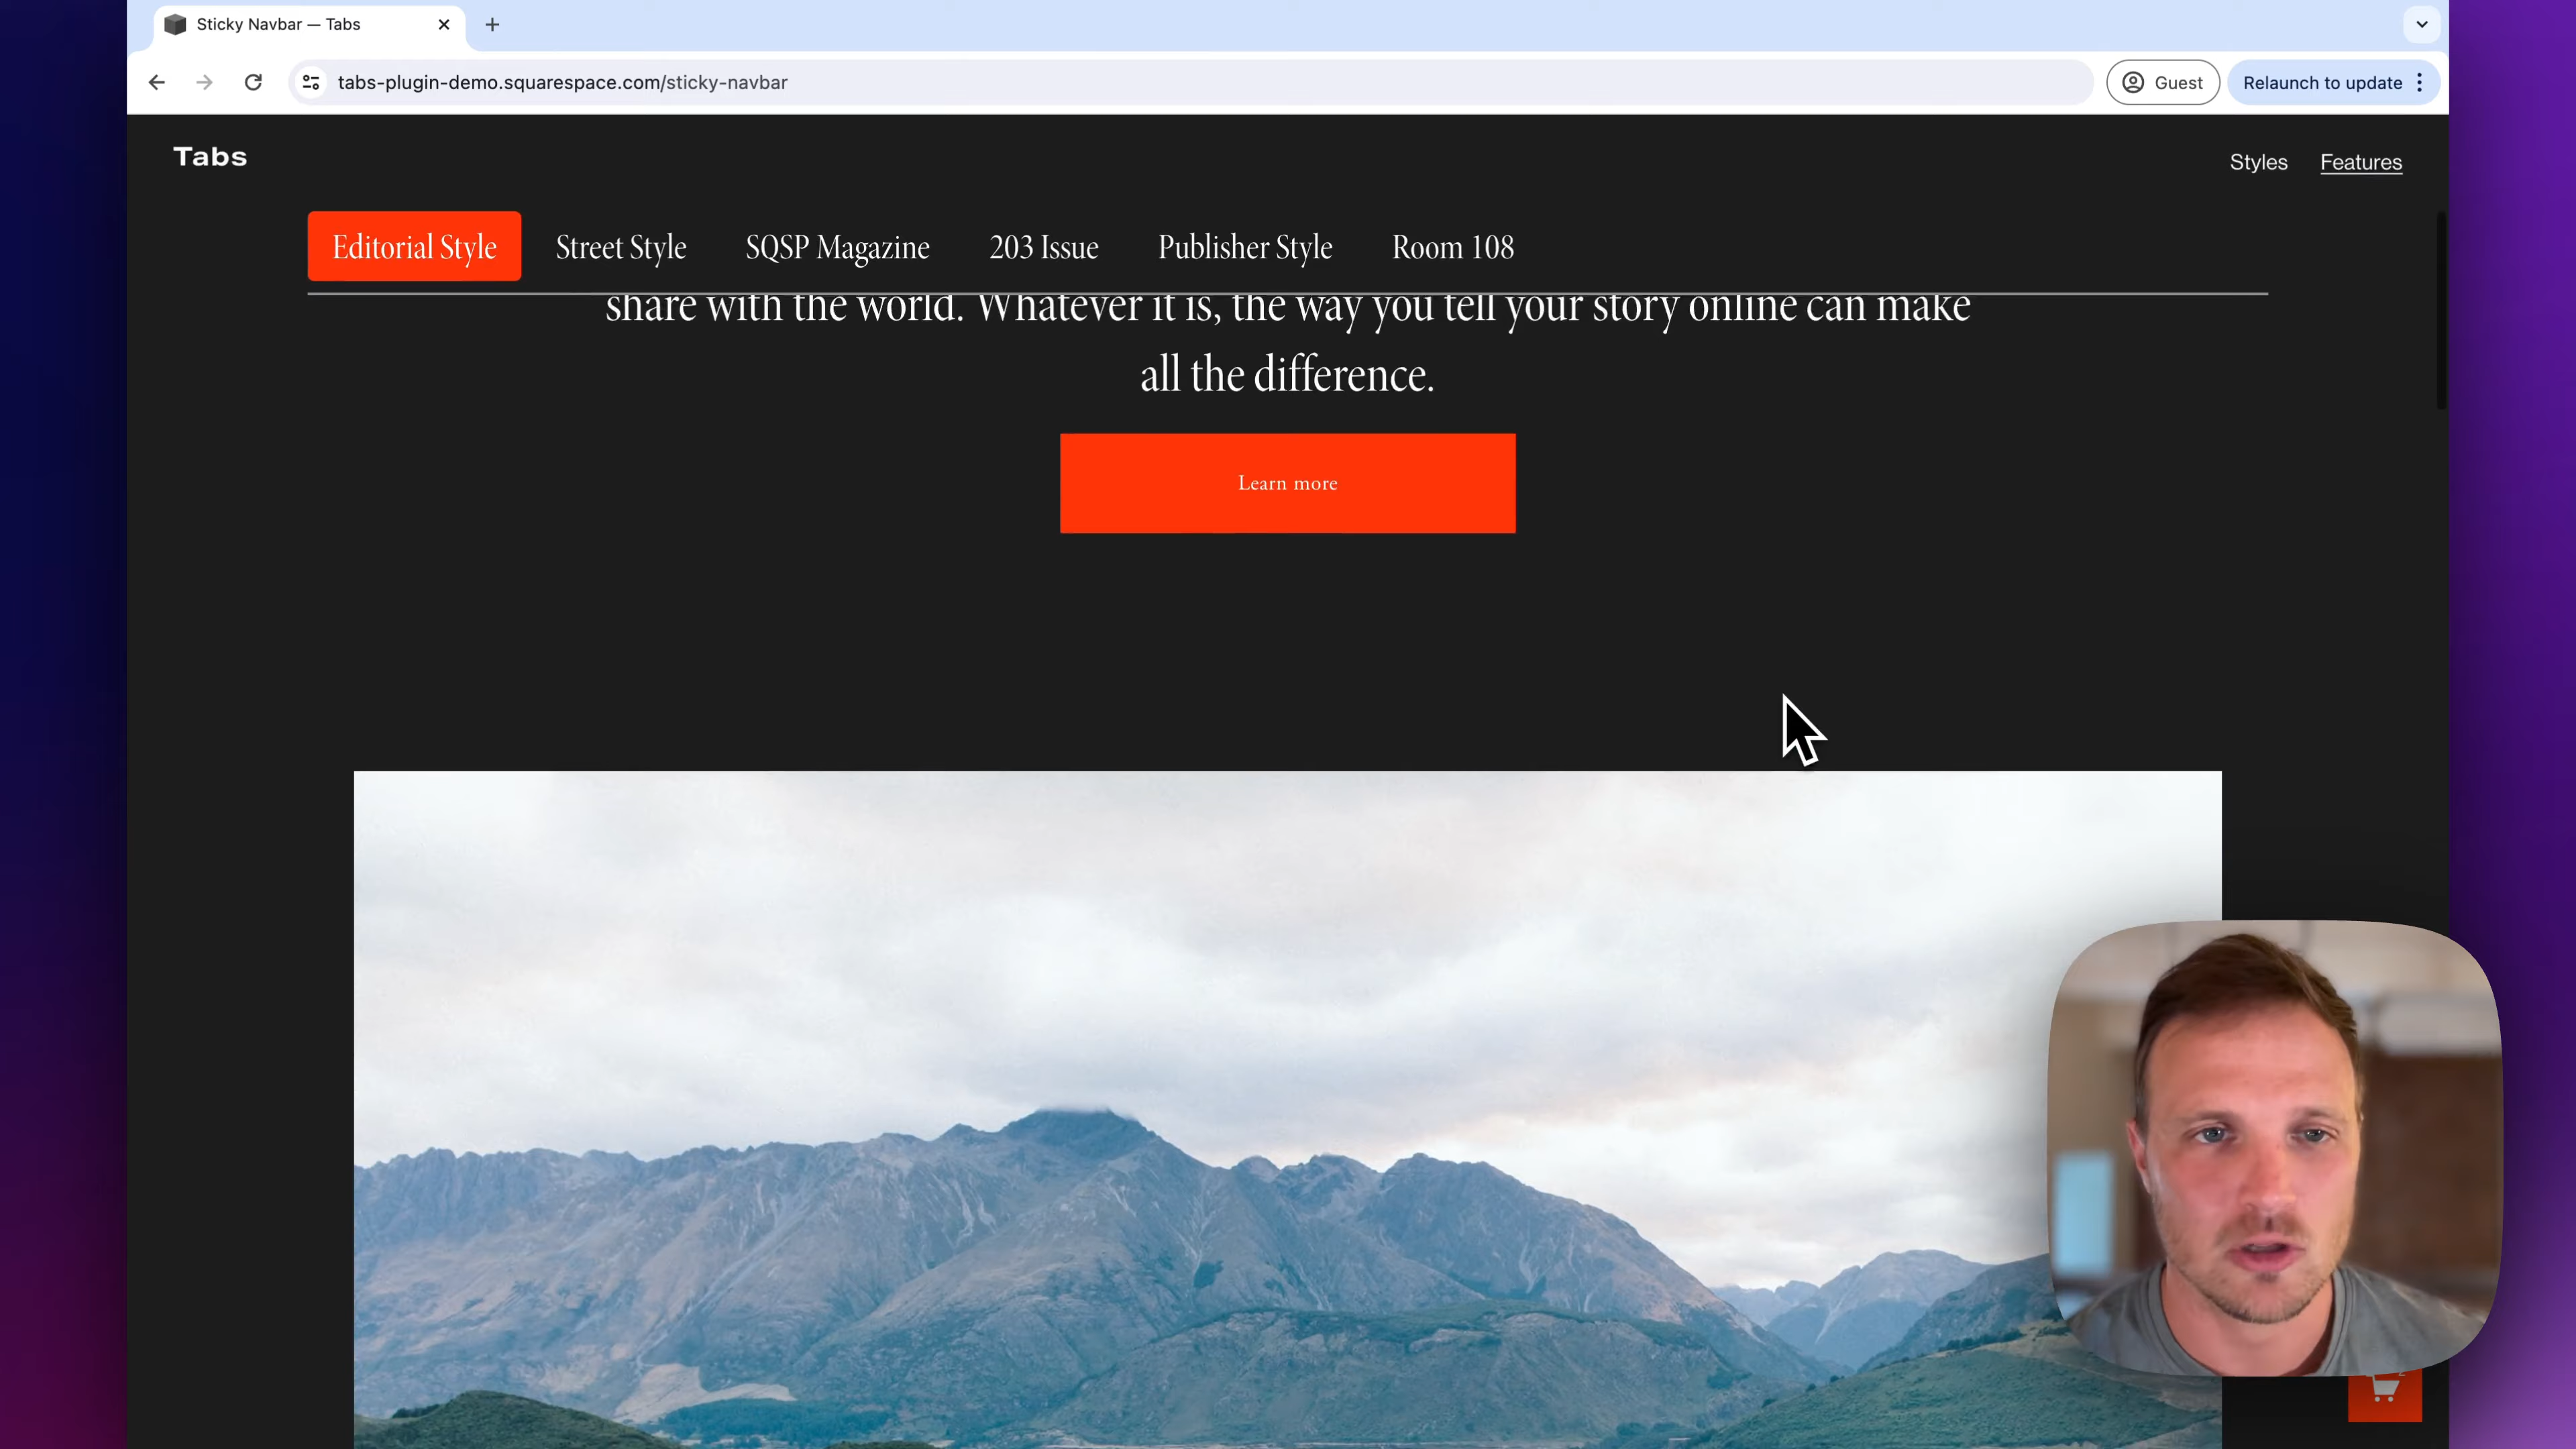 Sticky Navbar — Tabs
tabs-plugin-demo.squarespace.com/sticky-navbar
Guest
Relaunch to update
Tabs
Styles
Features
Editorial Style
Street Style
SQSP Magazine
203 Issue
Publisher Style
Room 108
share with the world. Whatever it is, the way you tell your story online can make
all the difference.
Learn more